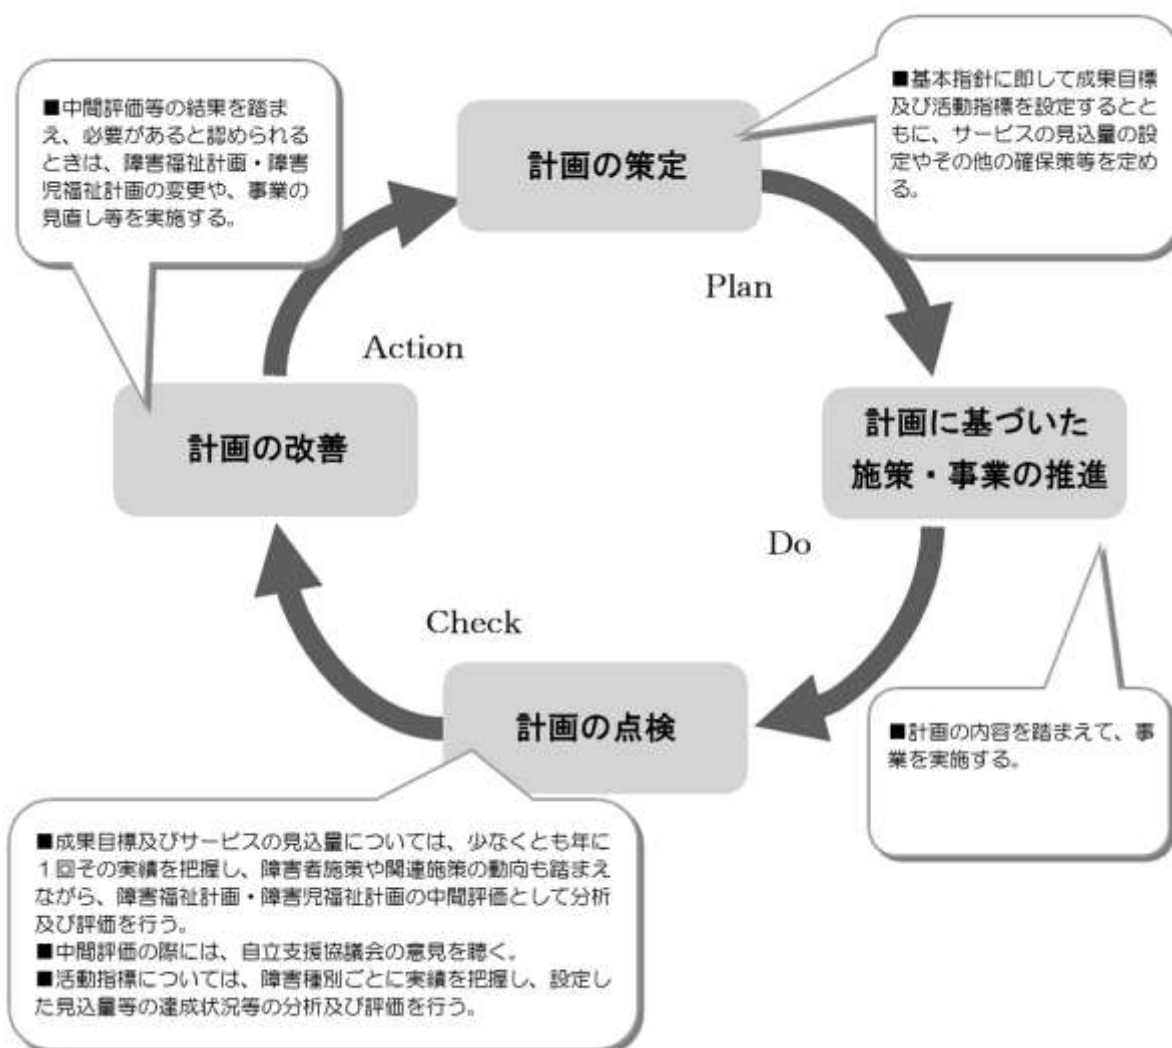 ■中間評価等の結果を踏ま
え、必要があると認められる
ときは、障害福祉計画・障害
児福祉計画の変更や、事業の
見直し等を実施する。
計画の策定
■基本指針に即して成果目標
及び活動指標を設定するとと
もに、サービスの見込量の設
定やその他の確保策等を定め
る。
Plan
Action
計画の改善
計画に基づいた
施策・事業の推進
Do
Check
計画の点検
■計画の内容を踏まえて、事
業を実施する。
■成果目標及びサービスの見込量については、少なくとも年に
1回その実績を把握し、障害者施策や関連施策の動向も踏まえ
ながら、障害福祉計画・障害児福祉計画の中間評価として分析
及び評価を行う。
■中間評価の際には、自立支援協議会の意見を聴く。
■活動指標については、障害種別ごとに実績を把握し、設定し
た見込量等の達成状況等の分析及び評価を行う。